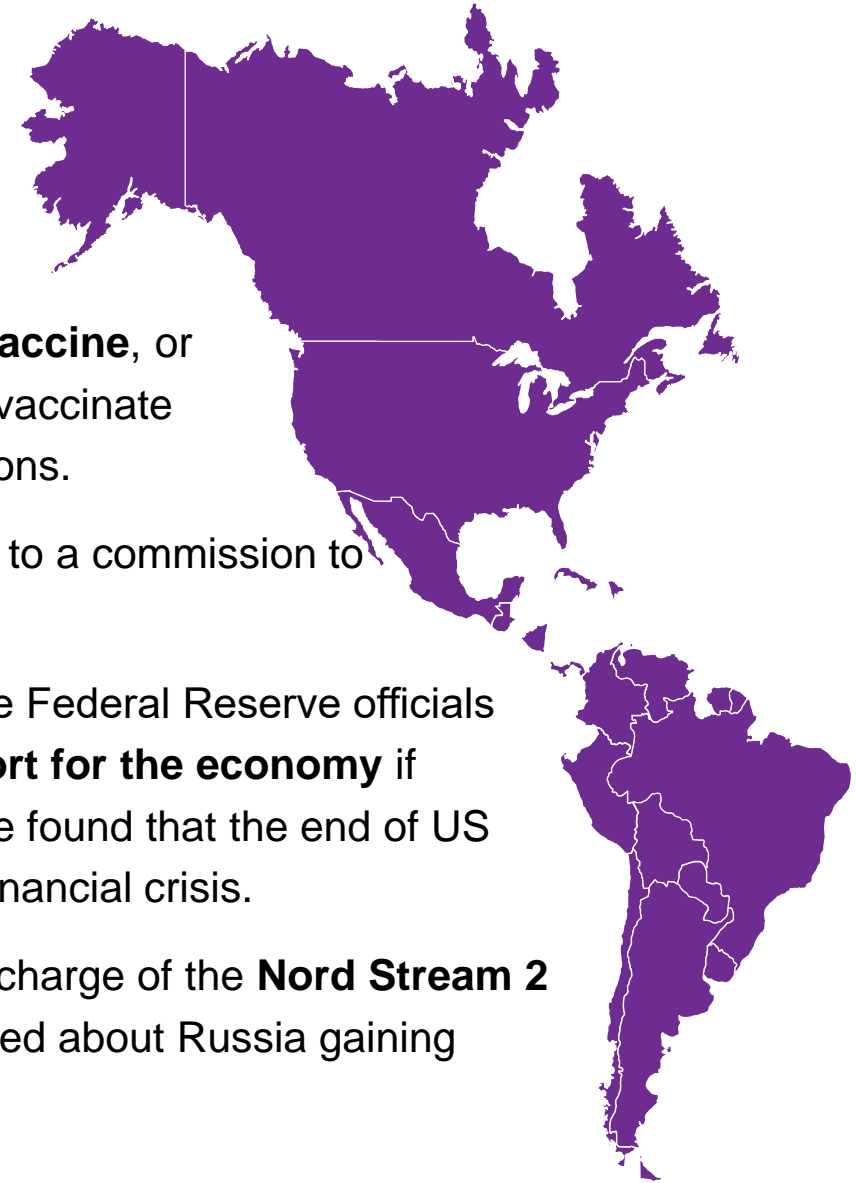 accine, or
vaccinate
ons.
to a commission to
e Federal Reserve officials
ort for the economy if
e found that the end of US
nancial crisis.
charge of the Nord Stream 2
ed about Russia gaining